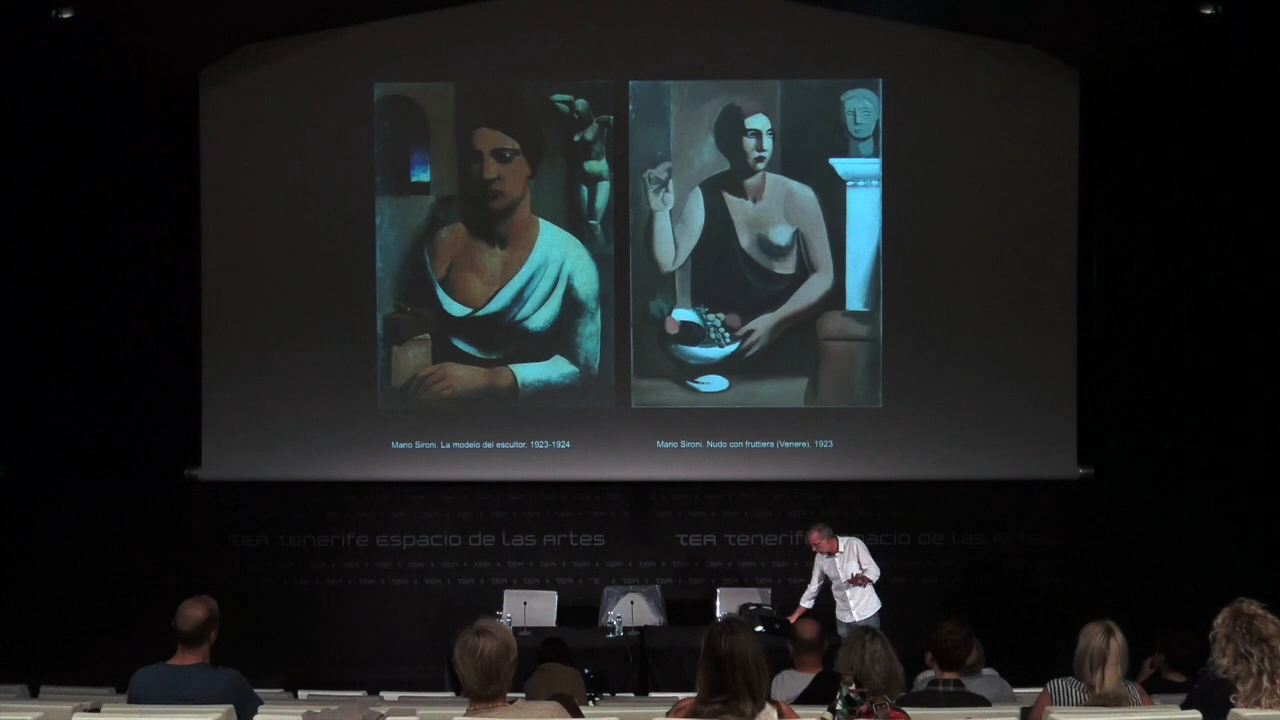 Mario Sironi. La modelo del escultor, 1923-1924
Mario Sironi. Nudo con fruttiera (Venere), 1923
TEA Tenerife Espacio de las Artes
TEA Tenerife Espacio de las Artes